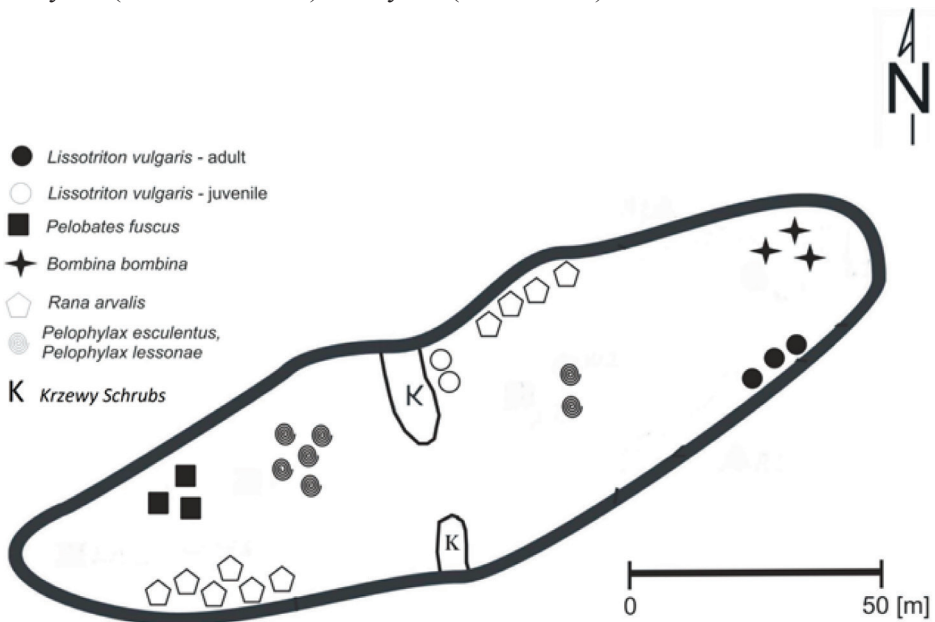 N
Lissotriton vulgaris - adult
Lissotriton vulgaris - juvenile
Pelobates fuscus
Bombina bombina
Rana arvalis
Pelophylax esculentus,
Pelophylax lessonae
K Krzewy Schrubs
K
K
0 50 [m]